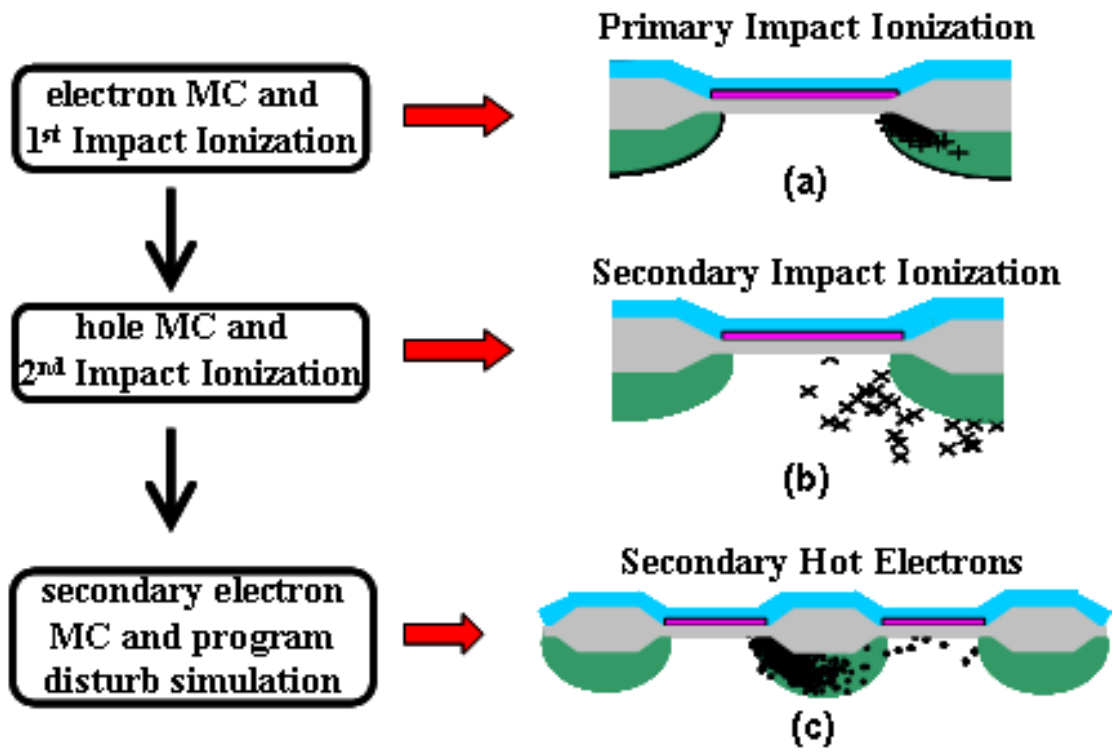 Primary Impact Ionization
electron MC and
1st Impact Ionization
(a)
Secondary Impact Ionization
hole MC and
2nd Impact Ionization
(b)
Secondary Hot Electrons
secondary electron
MC and program
disturb simulation
(c)